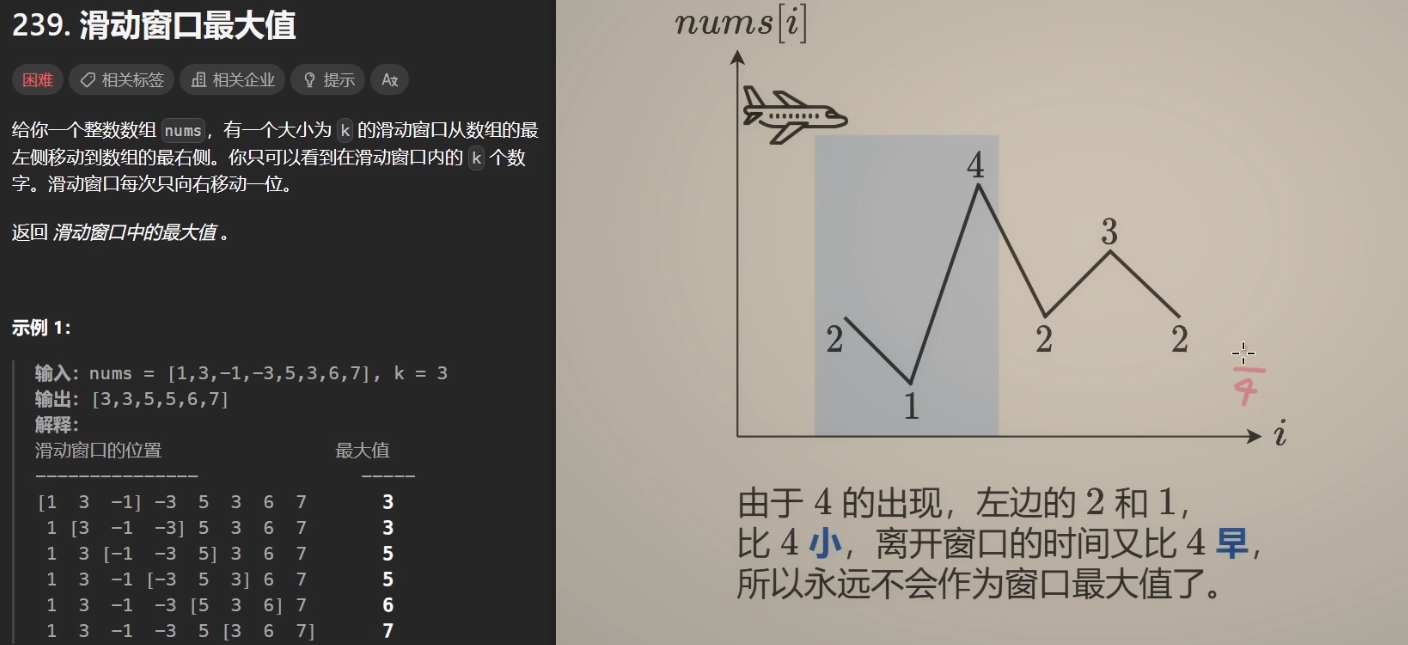 239. 滑动窗口最大值
困难 相关标签 相关企业 提示 Ax
给你一个整数数组 nums，有一个大小为 k 的滑动窗口从数组的最
左侧移动到数组的最右侧。你只可以看到在滑动窗口内的 k 个数
字。滑动窗口每次只向右移动一位。
返回 滑动窗口中的最大值 。
示例 1：
输入：nums = [1,3,-1,-3,5,3,6,7], k = 3
输出：[3,3,5,5,6,7]
解释：
滑动窗口的位置 最大值
--------------- -----
[1 3 -1] -3 5 3 6 7 3
1 [3 -1 -3] 5 3 6 7 3
1 3 [-1 -3 5] 3 6 7 5
1 3 -1 [-3 5 3] 6 7 5
1 3 -1 -3 [5 3 6] 7 6
1 3 -1 -3 5 [3 6 7] 7
nums[i]
4
3
2
2
2
1
4
i
由于 4 的出现，左边的 2 和 1，
比 4 小，离开窗口的时间又比 4 早，
所以永远不会作为窗口最大值了。